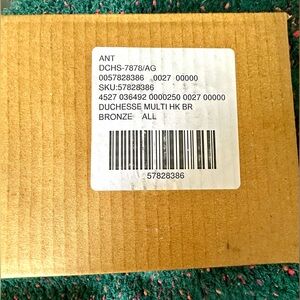 ANT
DCHS-7878/AG
0057828386 0027 00000
SKU:57828386
4527 036492 0000250 0027 00000
DUCHESSE MULTI HK BR
BRONZE ALL
57828386